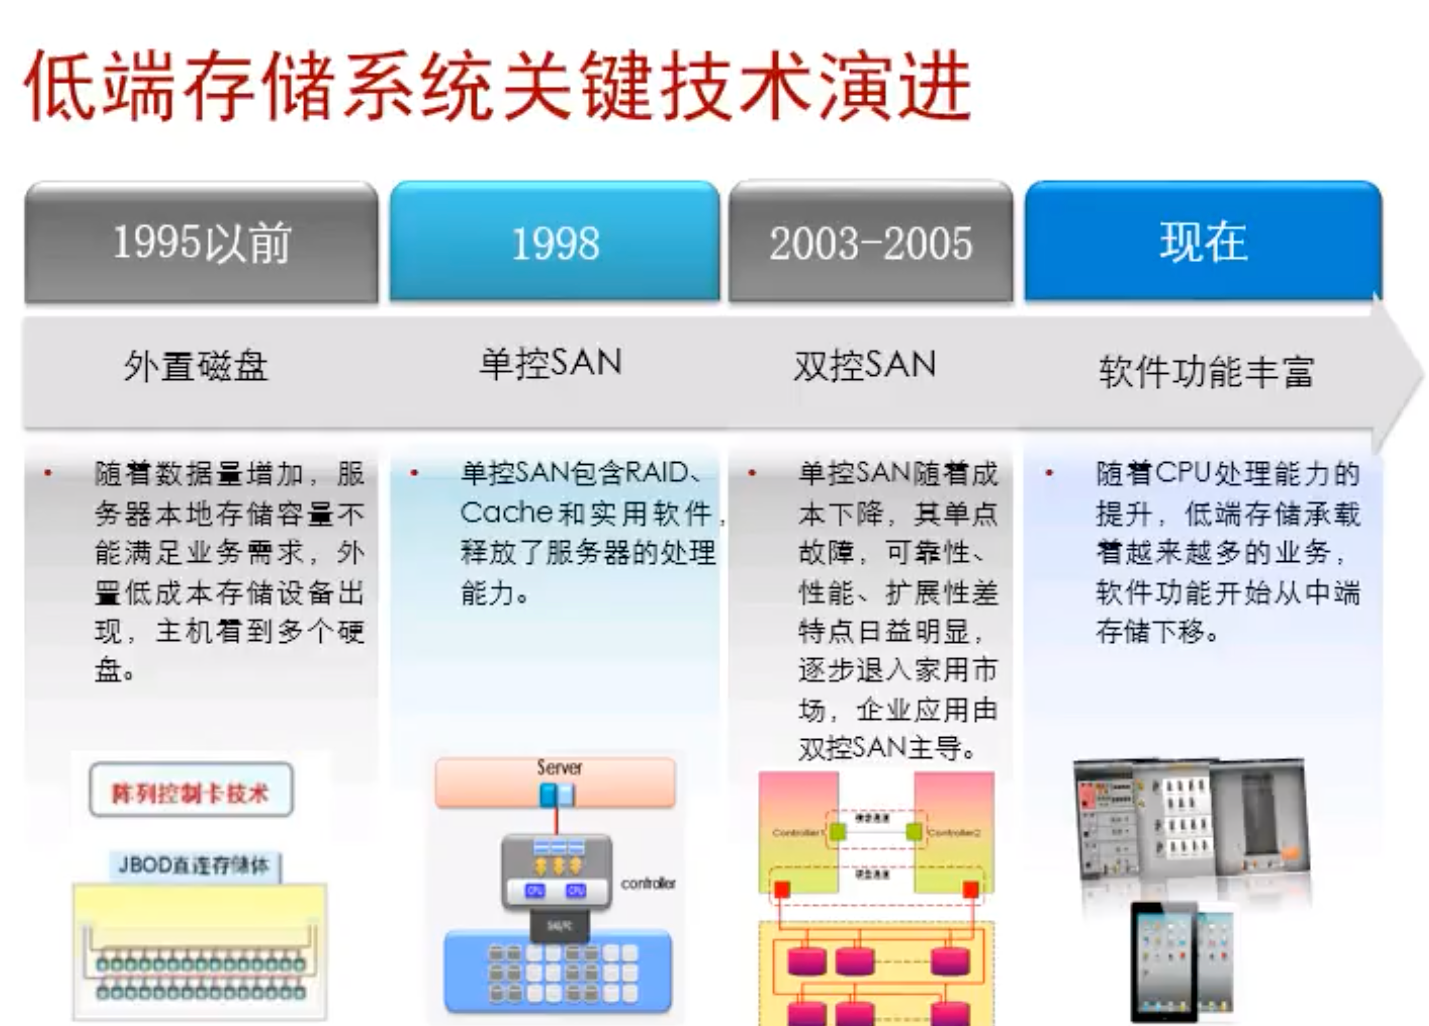 低端存储系统关键技术演进
1995以前
1998
2003-2005
现在
外置磁盘
单控SAN
双控SAN
软件功能丰富
随着数据量增加，服
务器本地存储容量不
能满足业务需求，外
置低成本存储设备出
现，主机看到多个硬
盘。
单控SAN包含RAID、
Cache和实用软件，
释放了服务器的处理
能力。
单控SAN随着成
本下降，其单点
故障，可靠性、
性能、扩展性差
特点日益明显，
逐步退入家用市
场，企业应用由
双控SAN主导。
随着CPU处理能力的
提升，低端存储承载
着越来越多的业务，
软件功能开始从中端
存储下移。
阵列控制卡技术
JBOD直连存储体
Server
CPU
CPU
controller
Controller1
Controller2